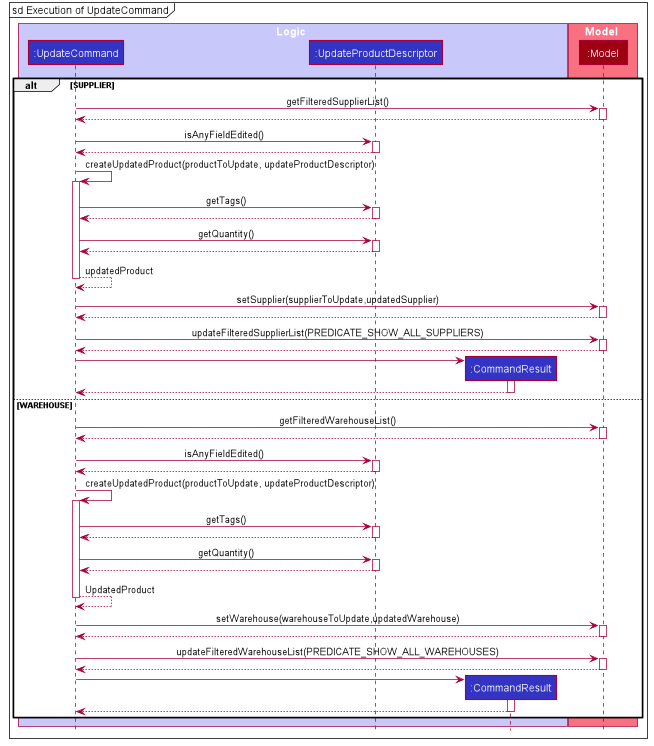 sd Execution of UpdateCommand
Logic
Model
:UpdateCommand
:UpdateProductDescriptor
:Model
alt
[SUPPLIER]
getFilteredSupplierList()
isAnyFieldEdited()
createUpdatedProduct(productToUpdate, updateProductDescriptor)
getTags()
getQuantity()
updatedProduct
setSupplier(supplierToUpdate,updatedSupplier)
updateFilteredSupplierList(PREDICATE_SHOW_ALL_SUPPLIERS)
:CommandResult
[WAREHOUSE]
getFilteredWarehouseList()
isAnyFieldEdited()
createUpdatedProduct(productToUpdate, updateProductDescriptor)
getTags()
getQuantity()
UpdatedProduct
setWarehouse(warehouseToUpdate,updatedWarehouse)
updateFilteredWarehouseList(PREDICATE_SHOW_ALL_WAREHOUSES)
:CommandResult